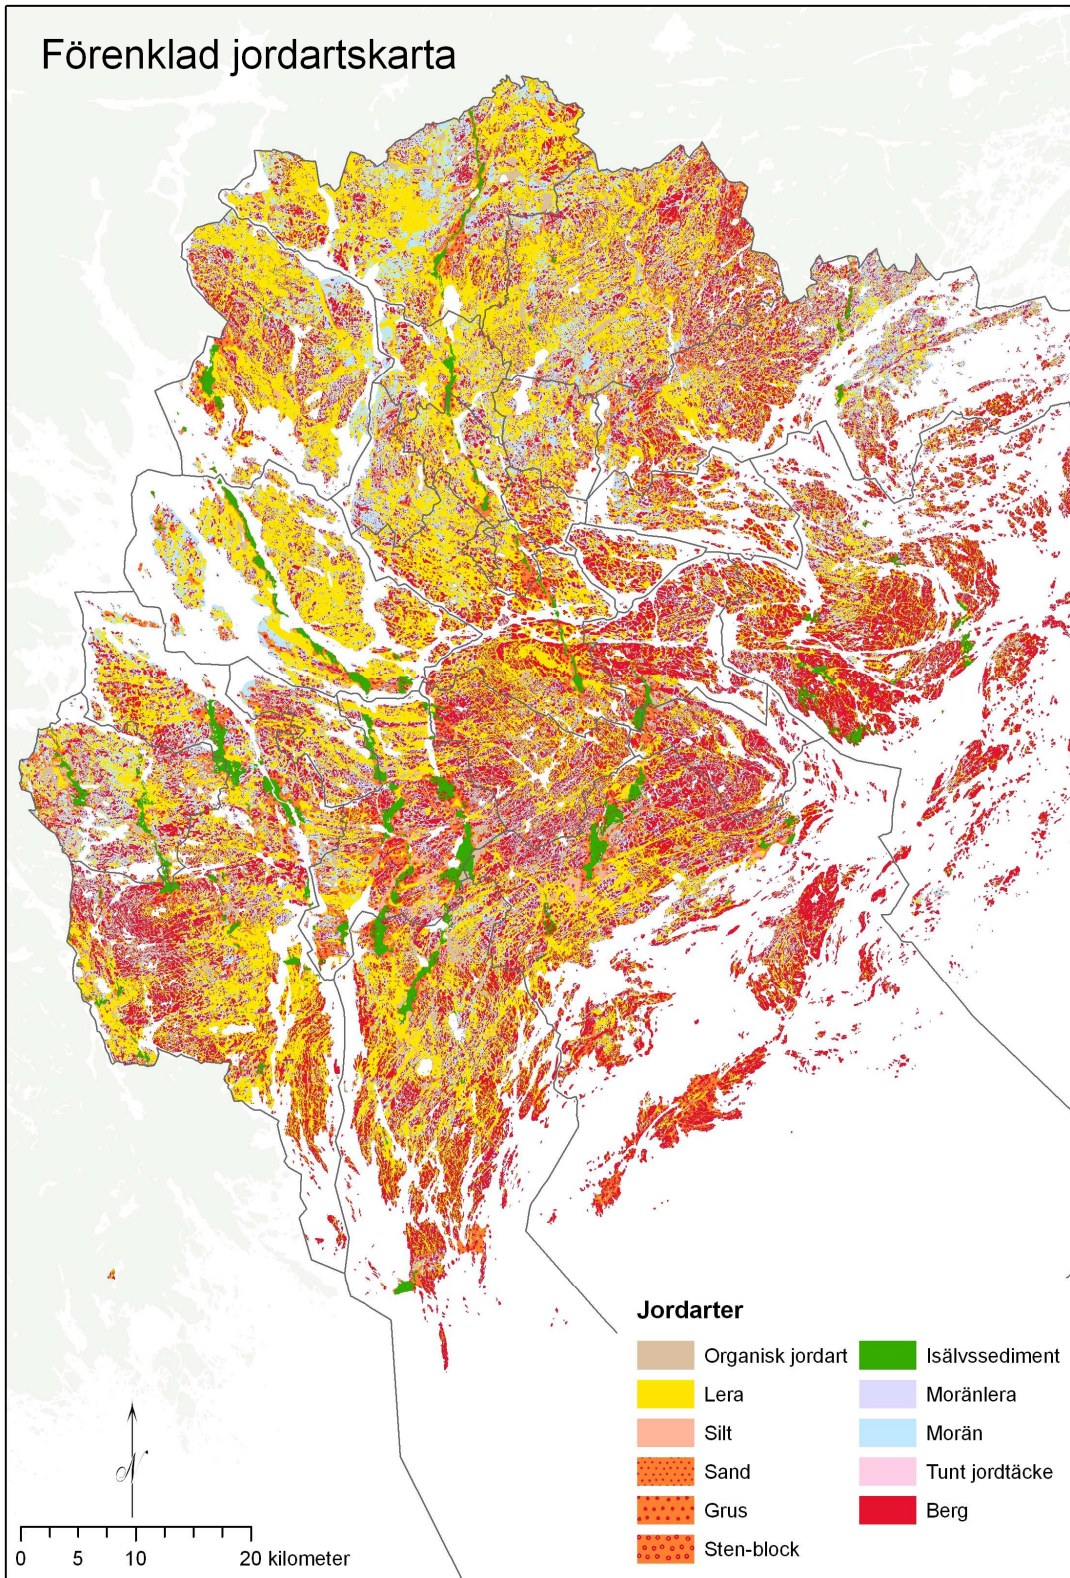 Förenklad jordartskarta
Jordarter
Organisk jordart
Lera
Silt
Sand
Grus
Sten-block
Isälvssediment
Moränlera
Morän
Tunt jordtäcke
Berg
N
0 5 10 20 kilometer